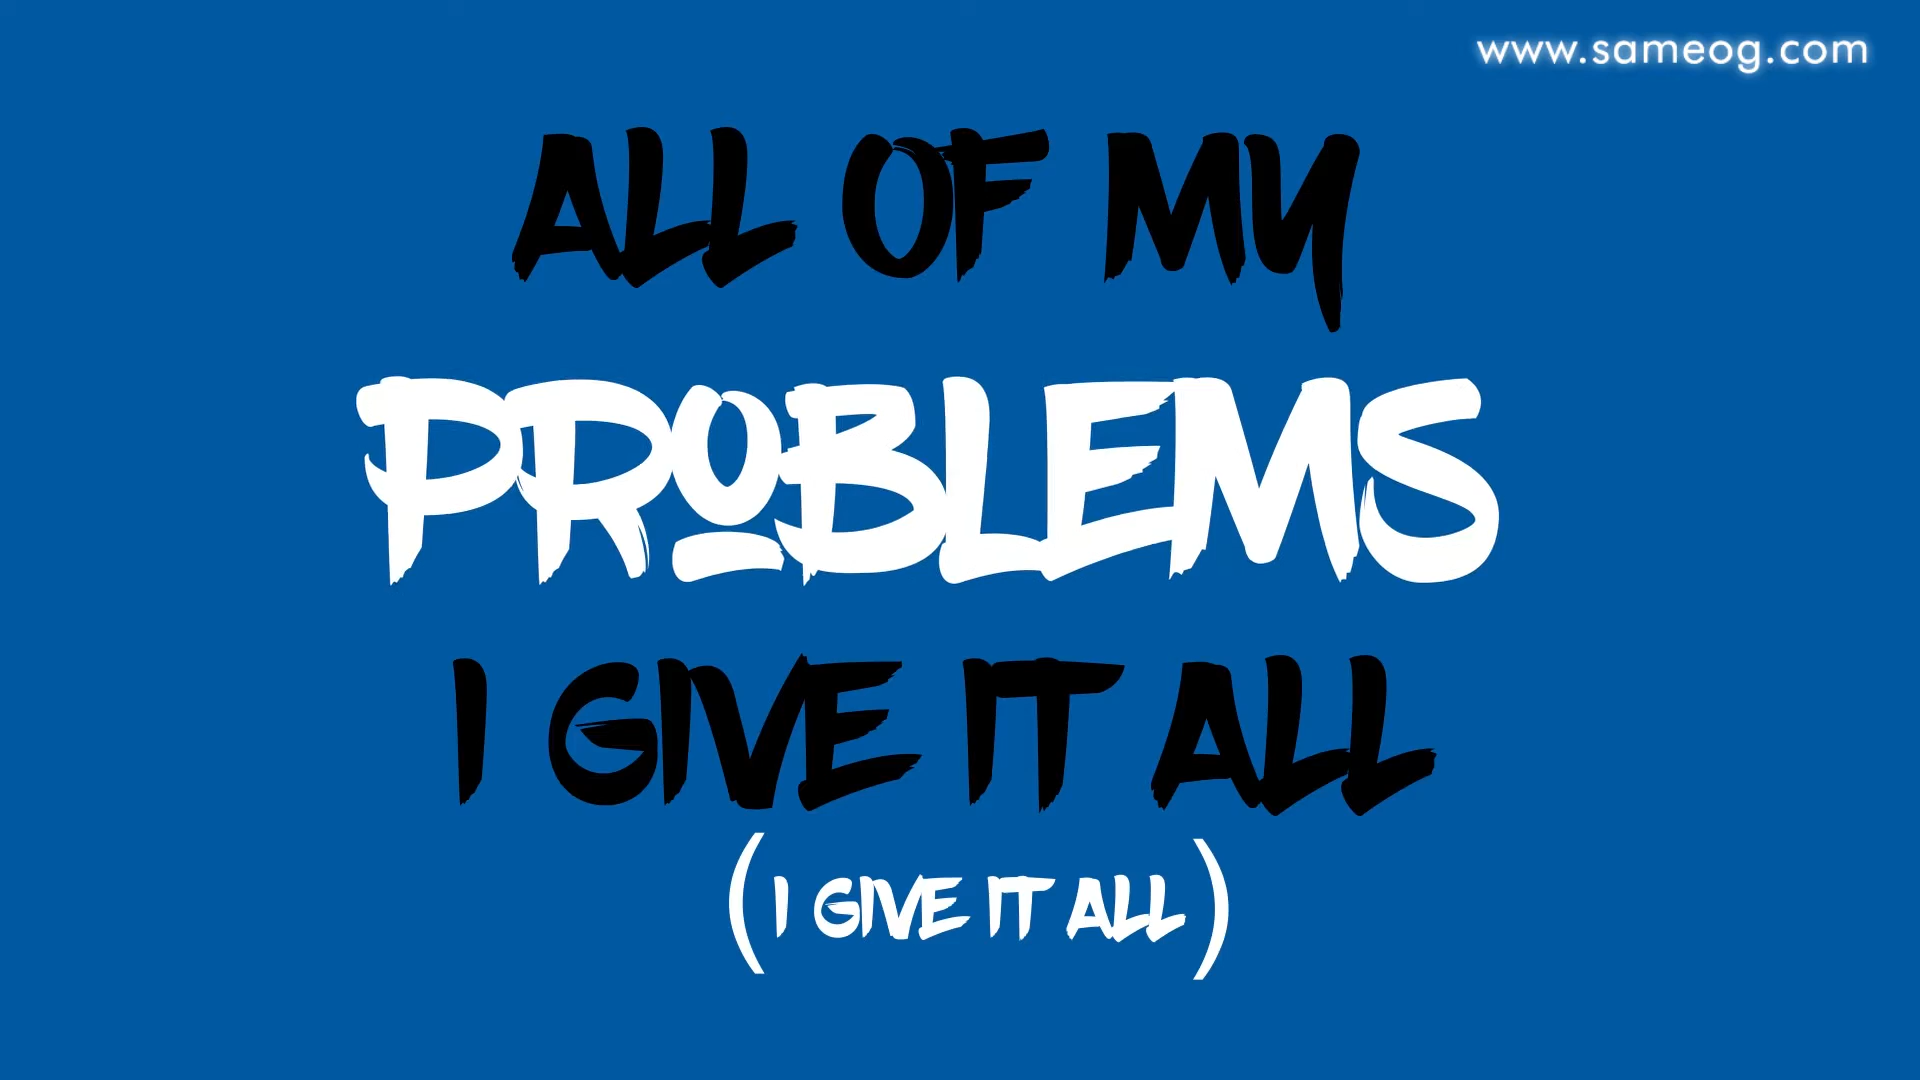 www.sameog.com
ALL OF MY
PROBLEMS
I GIVE IT ALL
(I GIVE IT ALL)